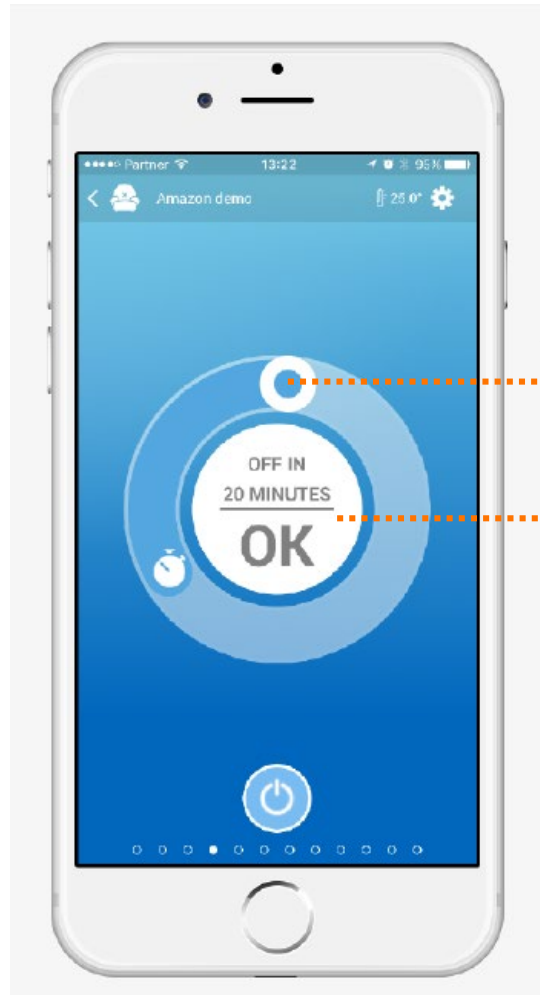 Partner 13:22 95%
Amazon demo 25.0°
OFF IN
20 MINUTES
OK